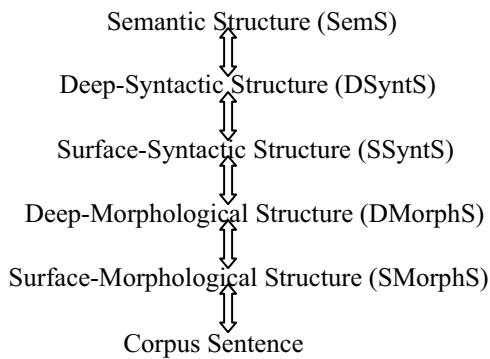 Semantic Structure (SemS)
Deep-Syntactic Structure (DSyntS)
Surface-Syntactic Structure (SSyntS)
Deep-Morphological Structure (DMorphS)
Surface-Morphological Structure (SMorphS)
Corpus Sentence